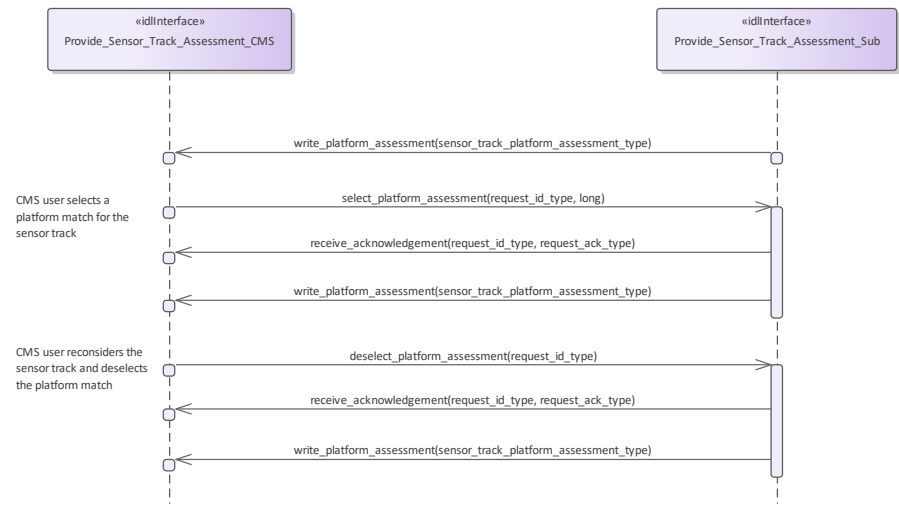 «idlInterface»
Provide_Sensor_Track_Assessment_CMS
«idlInterface»
Provide_Sensor_Track_Assessment_Sub
write_platform_assessment(sensor_track_platform_assessment_type)
CMS user selects a
platform match for the
sensor track
select_platform_assessment(request_id_type, long)
receive_acknowledgement(request_id_type, request_ack_type)
write_platform_assessment(sensor_track_platform_assessment_type)
CMS user reconsiders the
sensor track and deselects
the platform match
deselect_platform_assessment(request_id_type)
receive_acknowledgement(request_id_type, request_ack_type)
write_platform_assessment(sensor_track_platform_assessment_type)